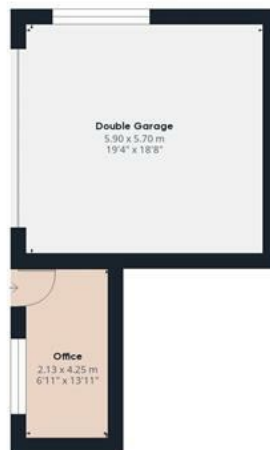 Double Garage
5.90 x 5.70 m
19'4" x 18'8"
Office
2.13 x 4.25 m
6'11" x 13'11"